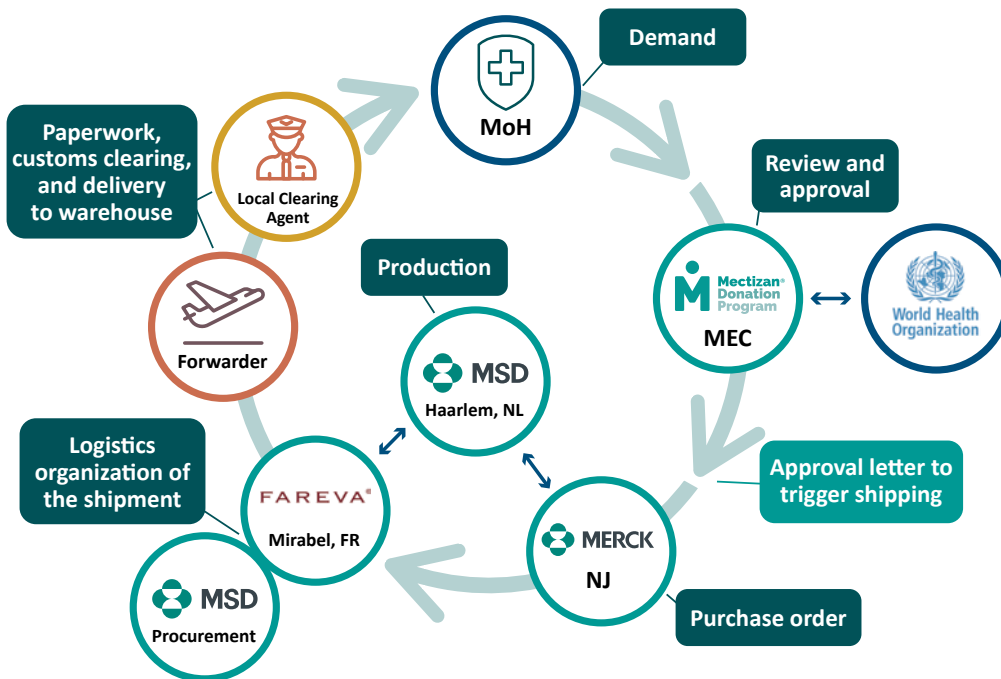 Demand
MoH
Paperwork,
customs clearing,
and delivery
to warehouse
Local Clearing
Agent
Review and
approval
Production
Mectizan®
Donation
Program
MEC
World Health
Organization
Forwarder
MSD
Haarlem, NL
Logistics
organization of
the shipment
FAREVA®
Mirabel, FR
Approval letter to
trigger shipping
MERCK
NJ
MSD
Procurement
Purchase order